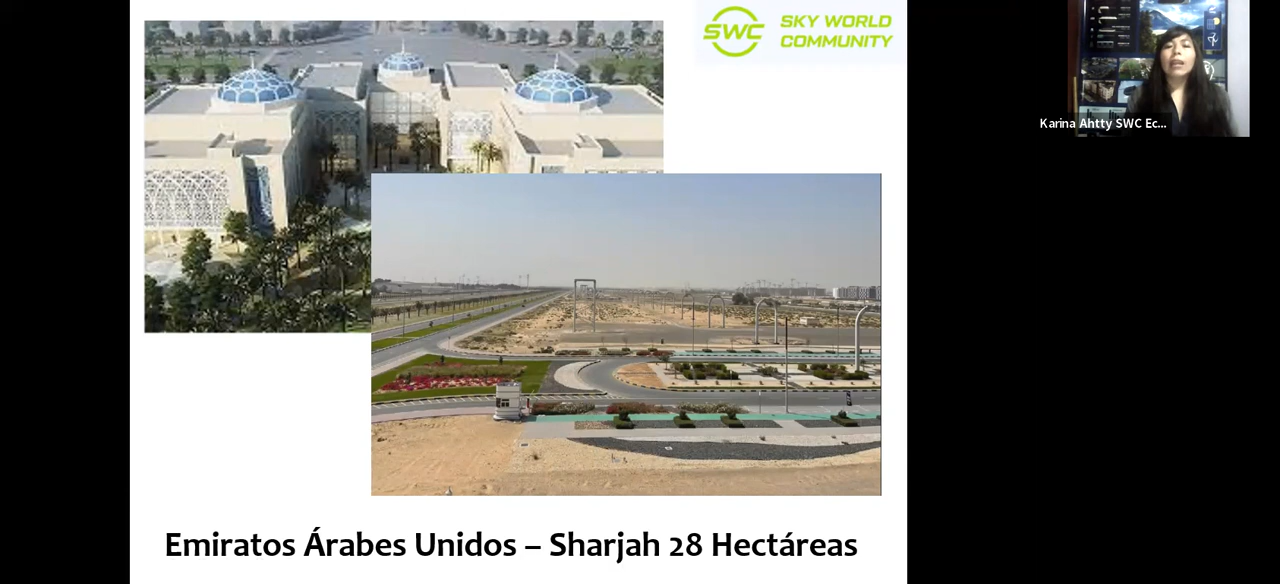 SWC
SKY WORLD
COMMUNITY
Karina Ahtty SWC Ec...
Emiratos Árabes Unidos – Sharjah 28 Hectáreas